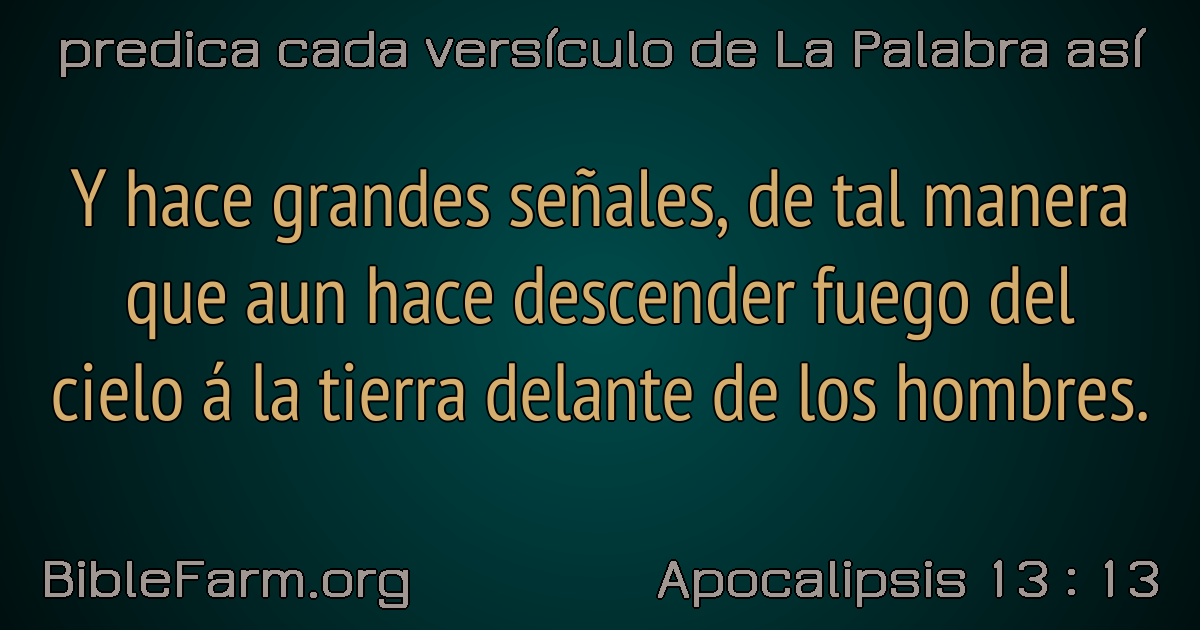 predica cada versículo de La Palabra así
Y hace grandes señales, de tal manera
que aun hace descender fuego del
cielo á la tierra delante de los hombres.
BibleFarm.org
Apocalipsis 13 : 13